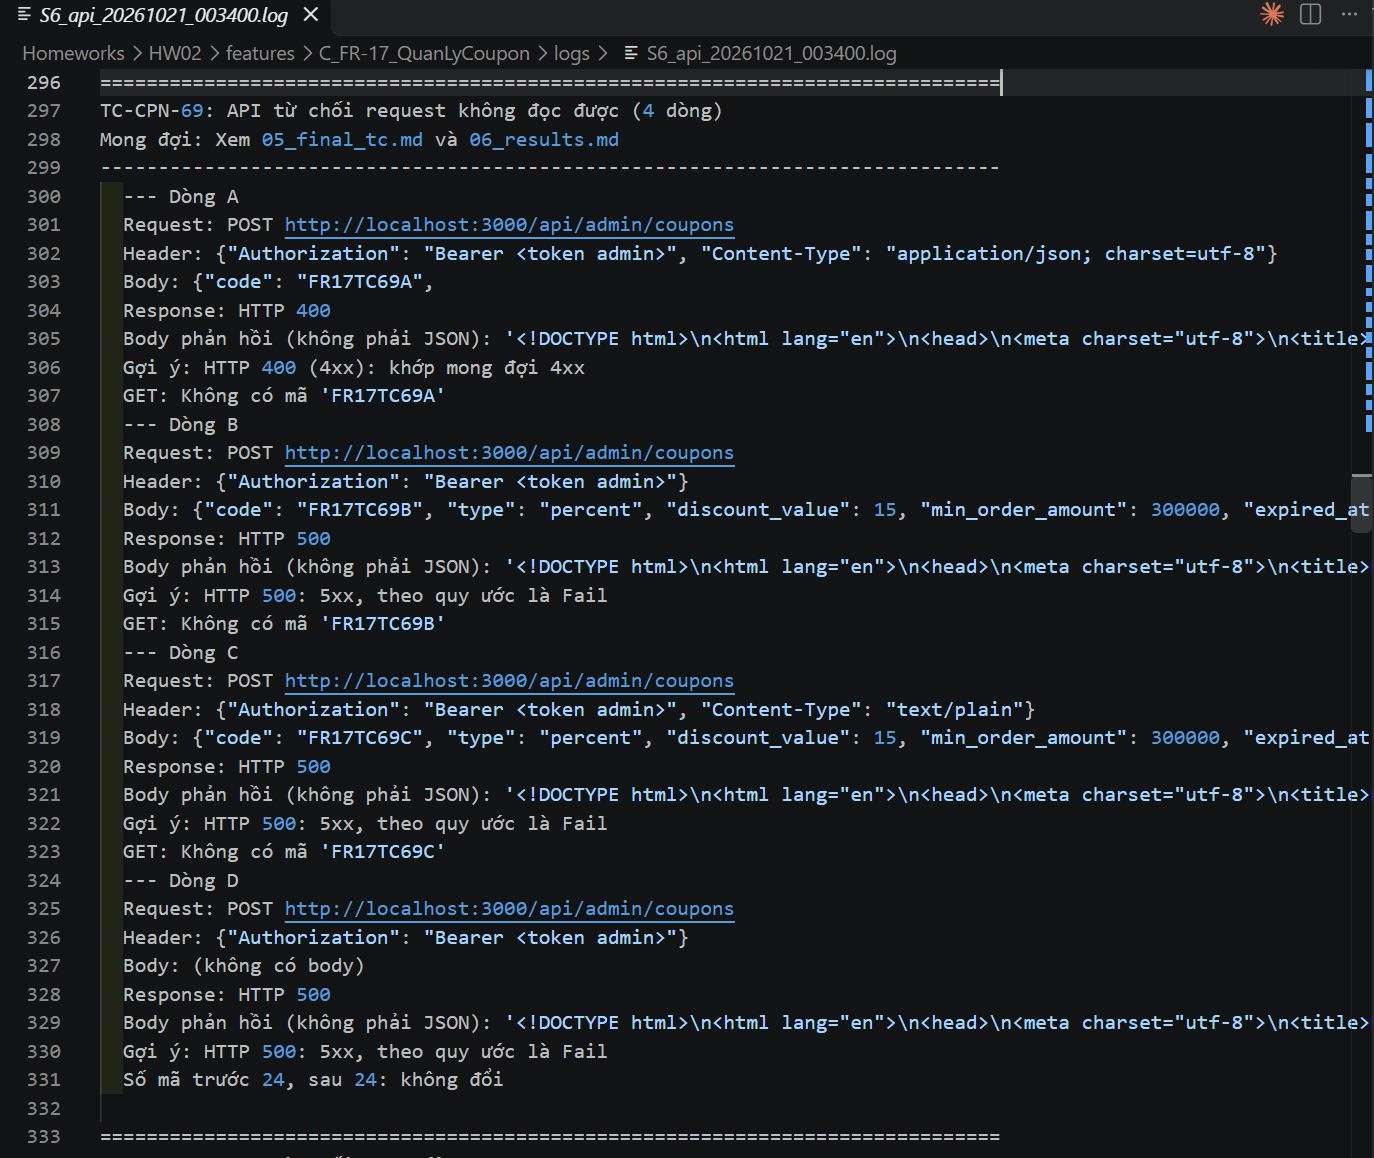 S6_api_20261021_003400.log
Homeworks > HW02 > features > C_FR-17_QuanLyCoupon > logs > S6_api_20261021_003400.log
296 ==============================================================================
297 TC-CPN-69: API từ chối request không đọc được (4 dòng)
298 Mong đợi: Xem 05_final_tc.md và 06_results.md
299 ------------------------------------------------------------------------------
300 --- Dòng A
301 Request: POST http://localhost:3000/api/admin/coupons
302 Header: {"Authorization": "Bearer <token admin>", "Content-Type": "application/json; charset=utf-8"}
303 Body: {"code": "FR17TC69A",
304 Response: HTTP 400
305 Body phản hồi (không phải JSON): '<!DOCTYPE html>\n<html lang="en">\n<head>\n<meta charset="utf-8">\n<title>
306 Gợi ý: HTTP 400 (4xx): khớp mong đợi 4xx
307 GET: Không có mã 'FR17TC69A'
308 --- Dòng B
309 Request: POST http://localhost:3000/api/admin/coupons
310 Header: {"Authorization": "Bearer <token admin>"}
311 Body: {"code": "FR17TC69B", "type": "percent", "discount_value": 15, "min_order_amount": 300000, "expired_at
312 Response: HTTP 500
313 Body phản hồi (không phải JSON): '<!DOCTYPE html>\n<html lang="en">\n<head>\n<meta charset="utf-8">\n<title>
314 Gợi ý: HTTP 500: 5xx, theo quy ước là Fail
315 GET: Không có mã 'FR17TC69B'
316 --- Dòng C
317 Request: POST http://localhost:3000/api/admin/coupons
318 Header: {"Authorization": "Bearer <token admin>", "Content-Type": "text/plain"}
319 Body: {"code": "FR17TC69C", "type": "percent", "discount_value": 15, "min_order_amount": 300000, "expired_at
320 Response: HTTP 500
321 Body phản hồi (không phải JSON): '<!DOCTYPE html>\n<html lang="en">\n<head>\n<meta charset="utf-8">\n<title>
322 Gợi ý: HTTP 500: 5xx, theo quy ước là Fail
323 GET: Không có mã 'FR17TC69C'
324 --- Dòng D
325 Request: POST http://localhost:3000/api/admin/coupons
326 Header: {"Authorization": "Bearer <token admin>"}
327 Body: (không có body)
328 Response: HTTP 500
329 Body phản hồi (không phải JSON): '<!DOCTYPE html>\n<html lang="en">\n<head>\n<meta charset="utf-8">\n<title>
330 Gợi ý: HTTP 500: 5xx, theo quy ước là Fail
331 Số mã trước 24, sau 24: không đổi
332
333 ==============================================================================